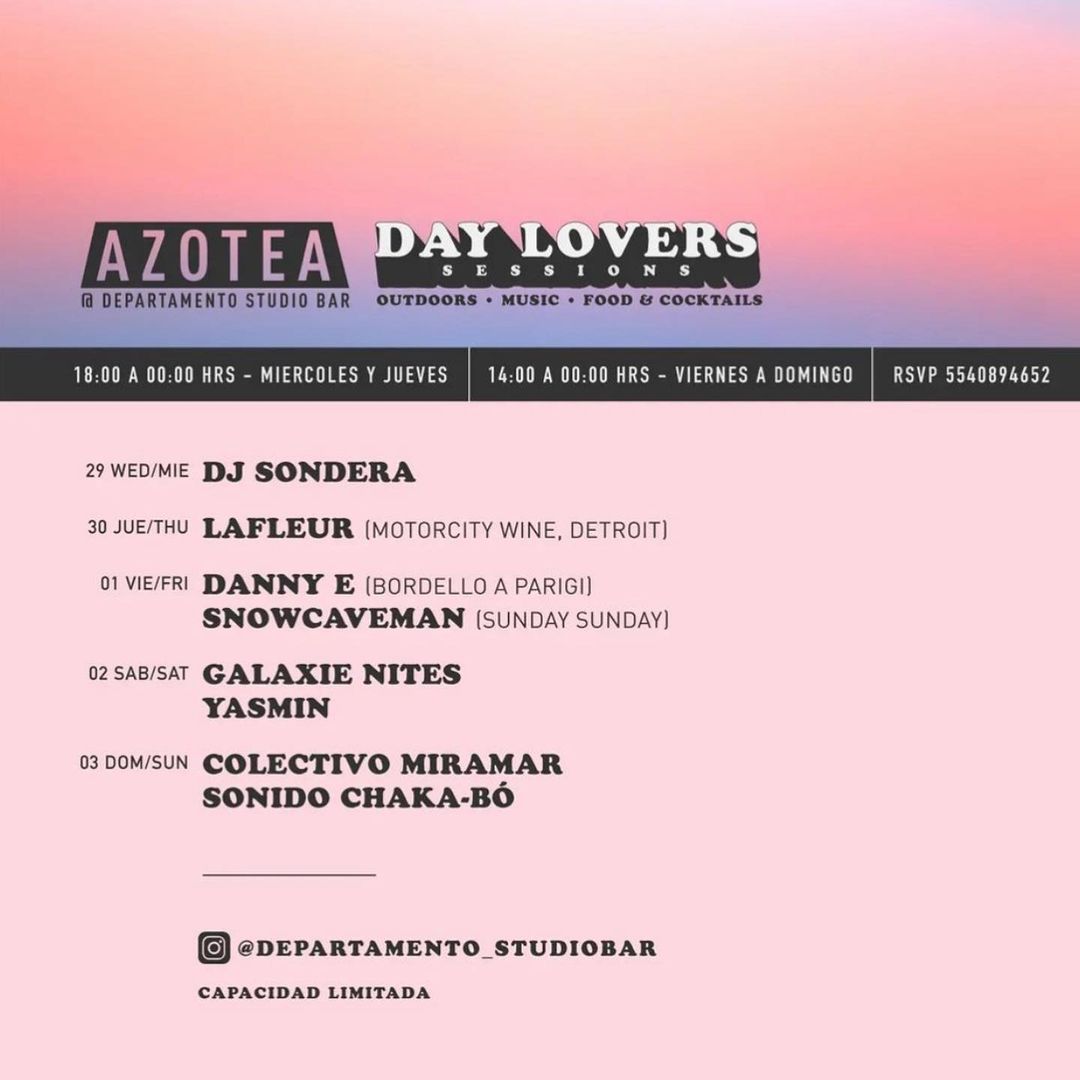 AZOTEA
@ DEPARTAMENTO STUDIO BAR
DAY LOVERS
SESSIONS
OUTDOORS • MUSIC • FOOD & COCKTAILS
18:00 A 00:00 HRS - MIERCOLES Y JUEVES
14:00 A 00:00 HRS - VIERNES A DOMINGO
RSVP 5540894652
29 WED/MIE DJ SONDERA
30 JUE/THU LAFLEUR (MOTORCITY WINE, DETROIT)
01 VIE/FRI DANNY E (BORDELLO A PARIGI)
SNOWCAVEMAN (SUNDAY SUNDAY)
02 SAB/SAT GALAXIE NITES
YASMIN
03 DOM/SUN COLECTIVO MIRAMAR
SONIDO CHAKA-BÓ
@DEPARTAMENTO_STUDIOBAR
CAPACIDAD LIMITADA